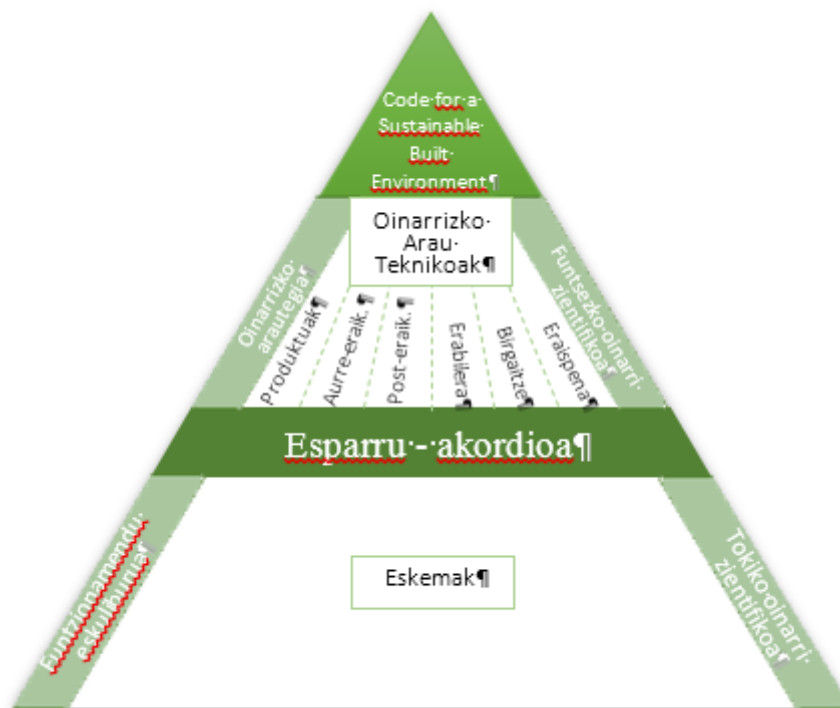 Code for a
Sustainable
Built
Environment¶
Oinarrizko
Arau
Teknikoak¶
Oinarrizko
arautegia¶
Funtsezko oinarri
zientifikoa¶
Produktuak¶
Aurre-eraik. ¶
Post-eraik. ¶
Erabilera¶
Birgaitze¶
Eraispena¶
Esparru - akordioa¶
Funtzionamendu
eskuliburua¶
Eskemak¶
Tokiko oinarri
zientifikoa¶